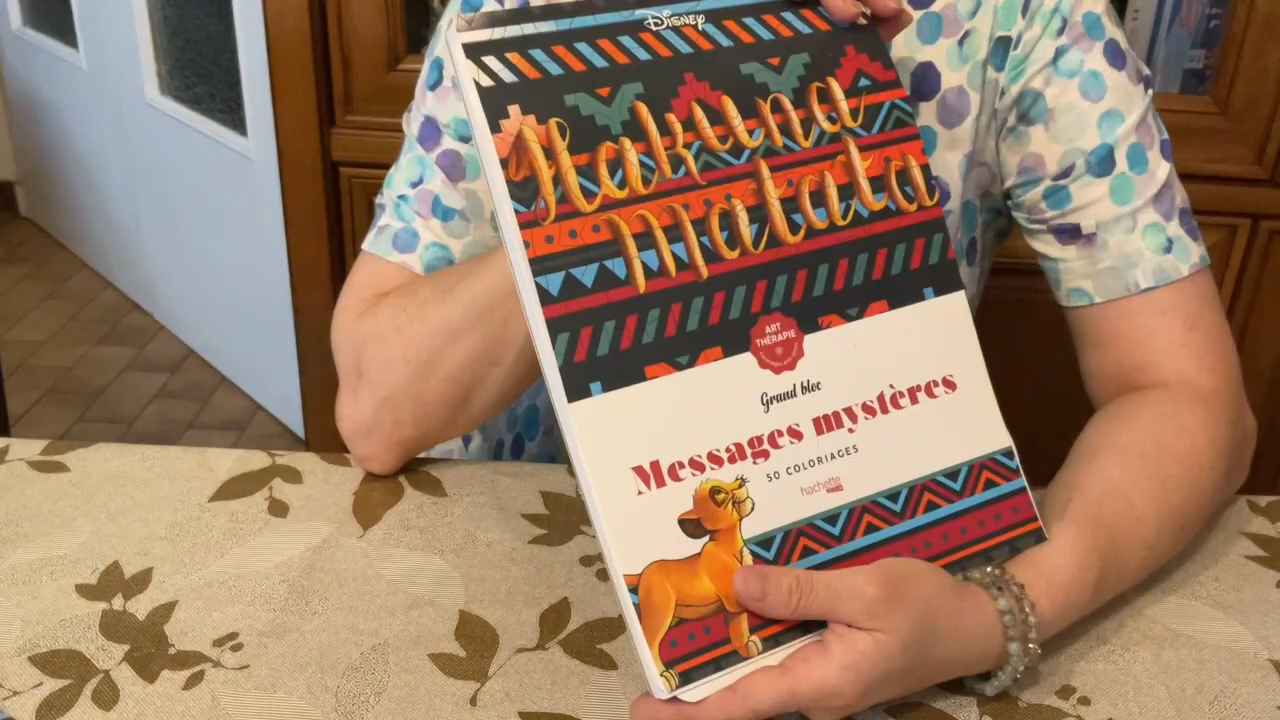 Disney
Hakuna
Matata
ART
THÉRAPIE
Grand bloc
Messages mystères
50 COLORIAGES
hachette